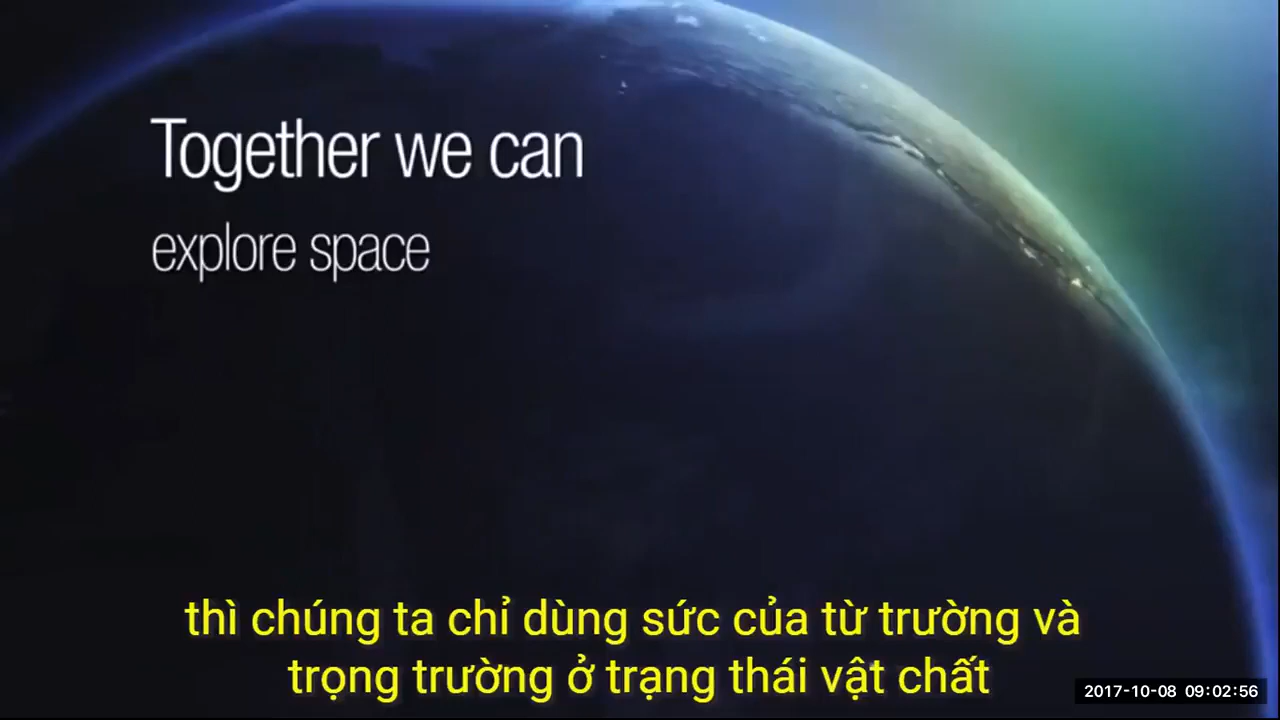 Together we can
explore space
thì chúng ta chỉ dùng sức của từ trường và
trọng trường ở trạng thái vật chất
2017-10-08 09:02:56